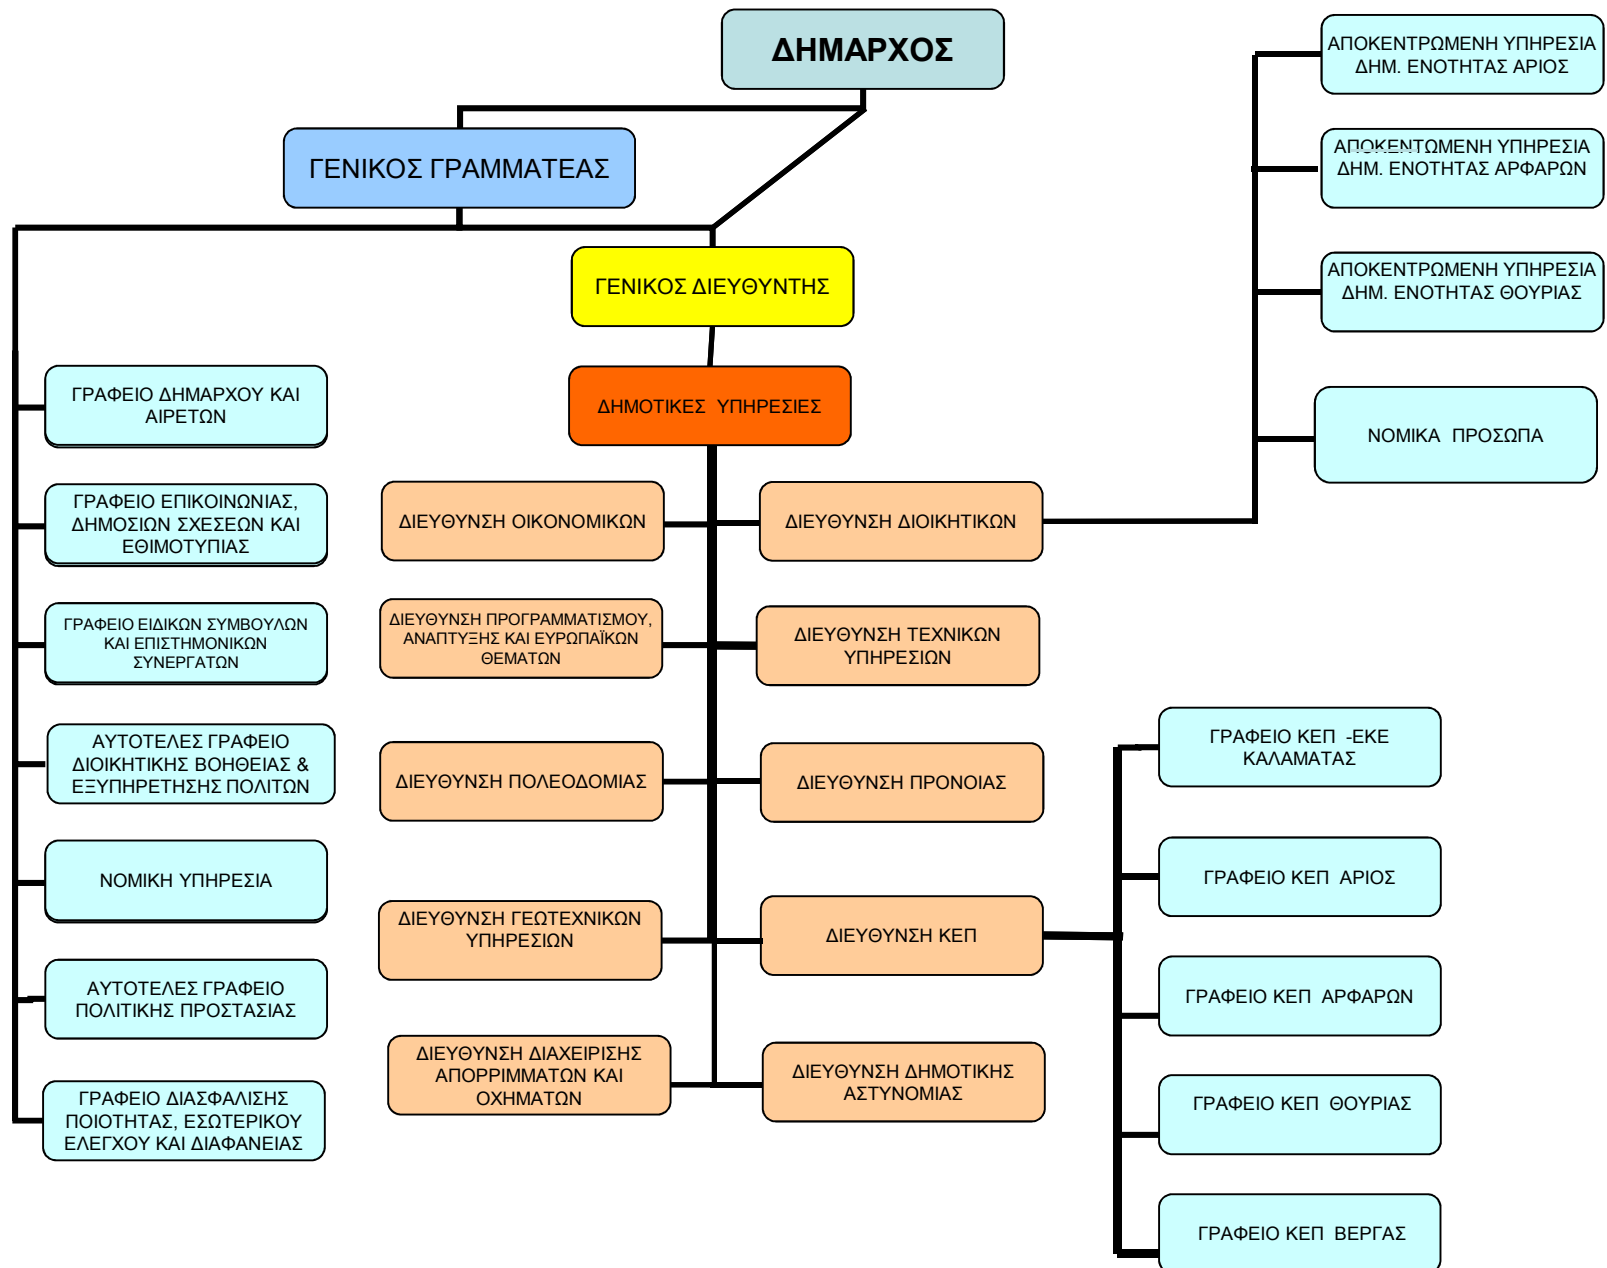 ΔΗΜΑΡΧΟΣ
ΓΕΝΙΚΟΣ ΓΡΑΜΜΑΤΕΑΣ
ΓΕΝΙΚΟΣ ΔΙΕΥΘΥΝΤΗΣ
ΔΗΜΟΤΙΚΕΣ ΥΠΗΡΕΣΙΕΣ
ΓΡΑΦΕΙΟ ΔΗΜΑΡΧΟΥ ΚΑΙ
ΑΙΡΕΤΩΝ
ΓΡΑΦΕΙΟ ΕΠΙΚΟΙΝΩΝΙΑΣ,
ΔΗΜΟΣΙΩΝ ΣΧΕΣΕΩΝ ΚΑΙ
ΕΘΙΜΟΤΥΠΙΑΣ
ΓΡΑΦΕΙΟ ΕΙΔΙΚΩΝ ΣΥΜΒΟΥΛΩΝ
ΚΑΙ ΕΠΙΣΤΗΜΟΝΙΚΩΝ
ΣΥΝΕΡΓΑΤΩΝ
ΑΥΤΟΤΕΛΕΣ ΓΡΑΦΕΙΟ
ΔΙΟΙΚΗΤΙΚΗΣ ΒΟΗΘΕΙΑΣ &
ΕΞΥΠΗΡΕΤΗΣΗΣ ΠΟΛΙΤΩΝ
ΝΟΜΙΚΗ ΥΠΗΡΕΣΙΑ
ΑΥΤΟΤΕΛΕΣ ΓΡΑΦΕΙΟ
ΠΟΛΙΤΙΚΗΣ ΠΡΟΣΤΑΣΙΑΣ
ΓΡΑΦΕΙΟ ΔΙΑΣΦΑΛΙΣΗΣ
ΠΟΙΟΤΗΤΑΣ, ΕΣΩΤΕΡΙΚΟΥ
ΕΛΕΓΧΟΥ ΚΑΙ ΔΙΑΦΑΝΕΙΑΣ
ΔΙΕΥΘΥΝΣΗ ΟΙΚΟΝΟΜΙΚΩΝ
ΔΙΕΥΘΥΝΣΗ ΠΡΟΓΡΑΜΜΑΤΙΣΜΟΥ,
ΑΝΑΠΤΥΞΗΣ ΚΑΙ ΕΥΡΩΠΑΪΚΩΝ
ΘΕΜΑΤΩΝ
ΔΙΕΥΘΥΝΣΗ ΠΟΛΕΟΔΟΜΙΑΣ
ΔΙΕΥΘΥΝΣΗ ΓΕΩΤΕΧΝΙΚΩΝ
ΥΠΗΡΕΣΙΩΝ
ΔΙΕΥΘΥΝΣΗ ΔΙΑΧΕΙΡΙΣΗΣ
ΑΠΟΡΡΙΜΜΑΤΩΝ ΚΑΙ
ΟΧΗΜΑΤΩΝ
ΔΙΕΥΘΥΝΣΗ ΔΙΟΙΚΗΤΙΚΩΝ
ΔΙΕΥΘΥΝΣΗ ΤΕΧΝΙΚΩΝ
ΥΠΗΡΕΣΙΩΝ
ΔΙΕΥΘΥΝΣΗ ΠΡΟΝΟΙΑΣ
ΔΙΕΥΘΥΝΣΗ ΚΕΠ
ΔΙΕΥΘΥΝΣΗ ΔΗΜΟΤΙΚΗΣ
ΑΣΤΥΝΟΜΙΑΣ
ΑΠΟΚΕΝΤΡΩΜΕΝΗ ΥΠΗΡΕΣΙΑ
ΔΗΜ. ΕΝΟΤΗΤΑΣ ΑΡΙΟΣ
ΑΠΟΚΕΝΤΩΜΕΝΗ ΥΠΗΡΕΣΙΑ
ΔΗΜ. ΕΝΟΤΗΤΑΣ ΑΡΦΑΡΩΝ
ΑΠΟΚΕΝΤΡΩΜΕΝΗ ΥΠΗΡΕΣΙΑ
ΔΗΜ. ΕΝΟΤΗΤΑΣ ΘΟΥΡΙΑΣ
ΝΟΜΙΚΑ ΠΡΟΣΩΠΑ
ΓΡΑΦΕΙΟ ΚΕΠ -ΕΚΕ
ΚΑΛΑΜΑΤΑΣ
ΓΡΑΦΕΙΟ ΚΕΠ ΑΡΙΟΣ
ΓΡΑΦΕΙΟ ΚΕΠ ΑΡΦΑΡΩΝ
ΓΡΑΦΕΙΟ ΚΕΠ ΘΟΥΡΙΑΣ
ΓΡΑΦΕΙΟ ΚΕΠ ΒΕΡΓΑΣ